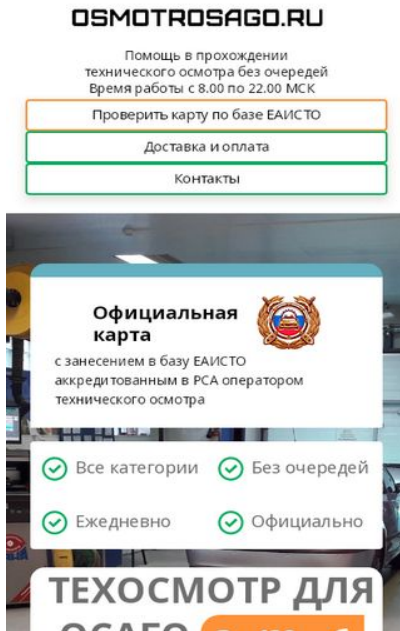 OSMOTROSAGO.RU
Помощь в прохождении
технического осмотра без очередей
Время работы с 8.00 по 22.00 МСК
Проверить карту по базе ЕАИСТО
Доставка и оплата
Контакты
Официальная
карта
с занесением в базу ЕАИСТО
аккредитованным в РСА оператором
технического осмотра
Все категории
Без очередей
Ежедневно
Официально
ТЕХОСМОТР ДЛЯ
ОСАГО